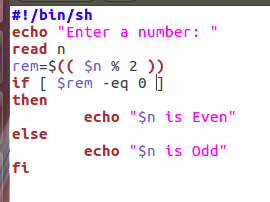 #!/bin/sh
echo "Enter a number: "
read n
rem=$(( $n % 2 ))
if [ $rem -eq 0 ]
then
        echo "$n is Even"
else
        echo "$n is Odd"
fi